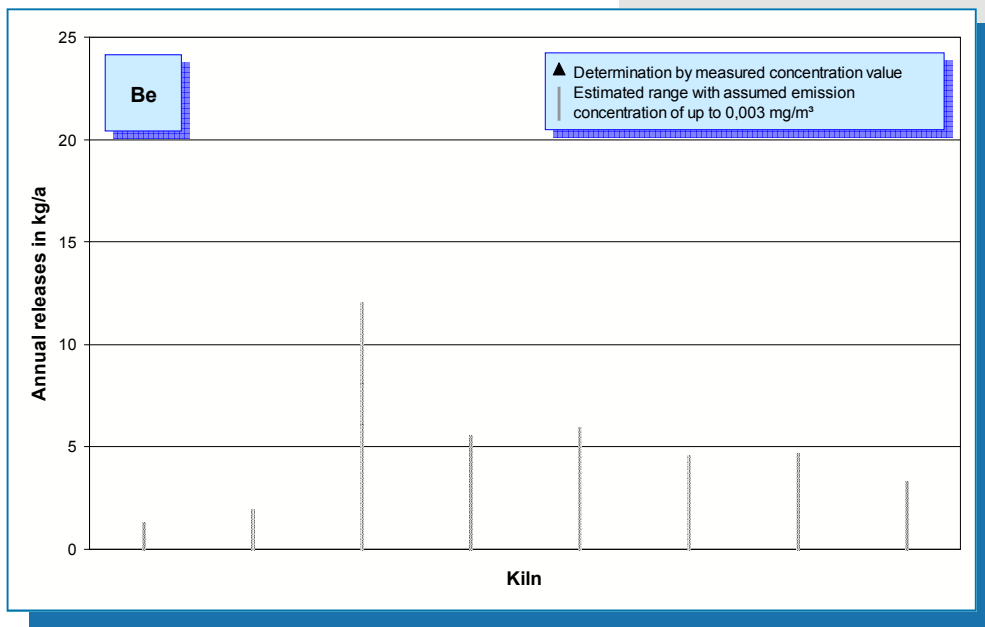 Be
▲ Determination by measured concentration value
Estimated range with assumed emission
concentration of up to 0,003 mg/m³
Annual releases in kg/a
25
20
15
10
5
0
Kiln